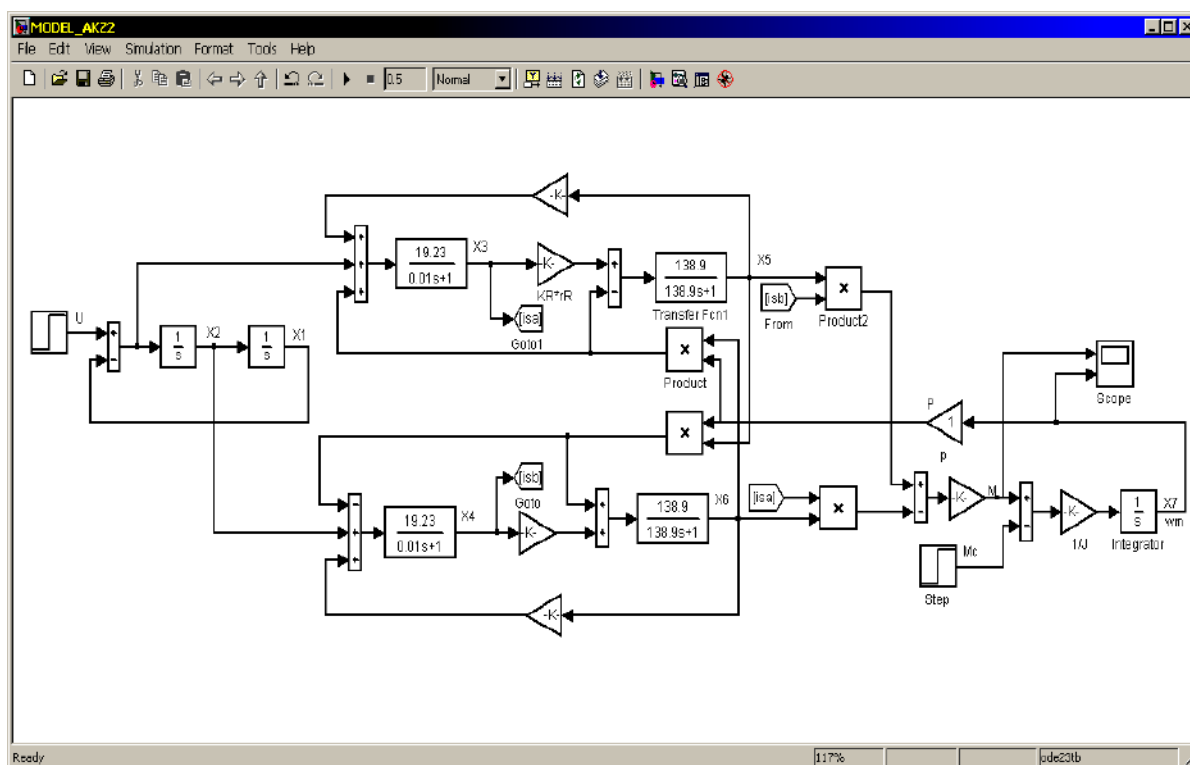 MODEL_AK22
File Edit View Simulation Format Tools Help
0.5 Normal
-K-
19.23
0.01s+1
X3
-K-
KR*rR
[isa]
Goto1
138.9
138.9s+1
Transfer Fcn1
X5
[isb]
From
×
Product2
U
1
s
X2
1
s
X1
×
Product
Scope
×
P
1
p
19.23
0.01s+1
X4
[isb]
Goto
-K-
138.9
138.9s+1
X6
[isa]
×
-K-
M
Mc
Step
-K-
1/J
1
s
Integrator
X7
wm
-K-
Ready 117% ode23tb